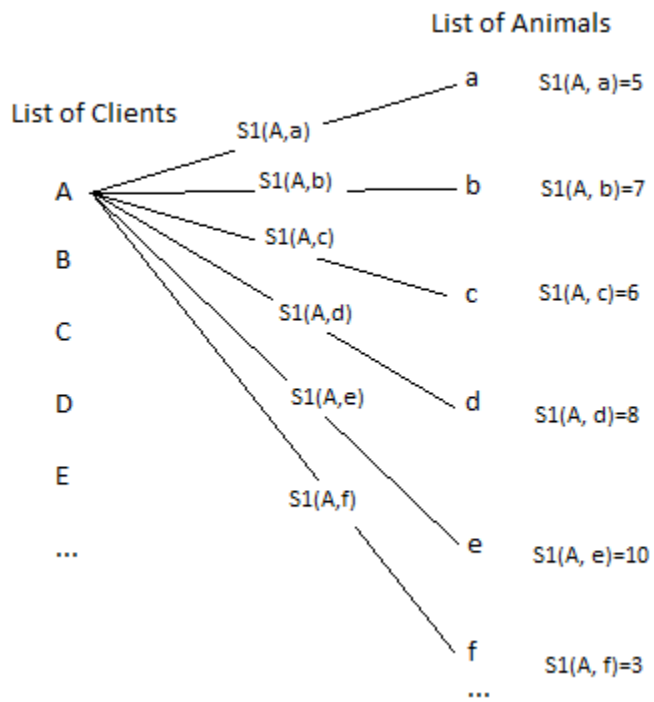 List of Animals
a S1(A, a)=5
List of Clients
S1(A,a)
A S1(A,b) b S1(A, b)=7
S1(A,c)
B
c S1(A, c)=6
S1(A,d)
C
D S1(A,e) d S1(A, d)=8
E
S1(A,f)
...
e S1(A, e)=10
f S1(A, f)=3
...